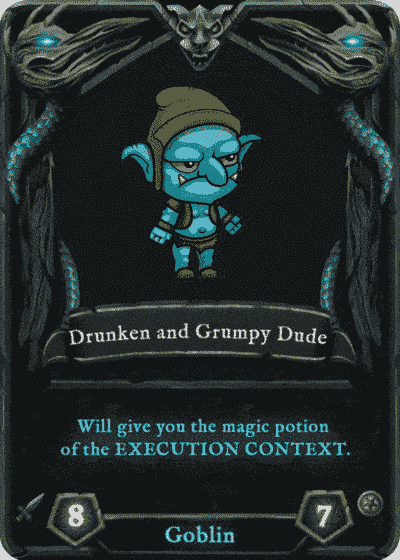 Drunken and Grumpy Dude
Will give you the magic potion
of the EXECUTION CONTEXT.
8
7
Goblin